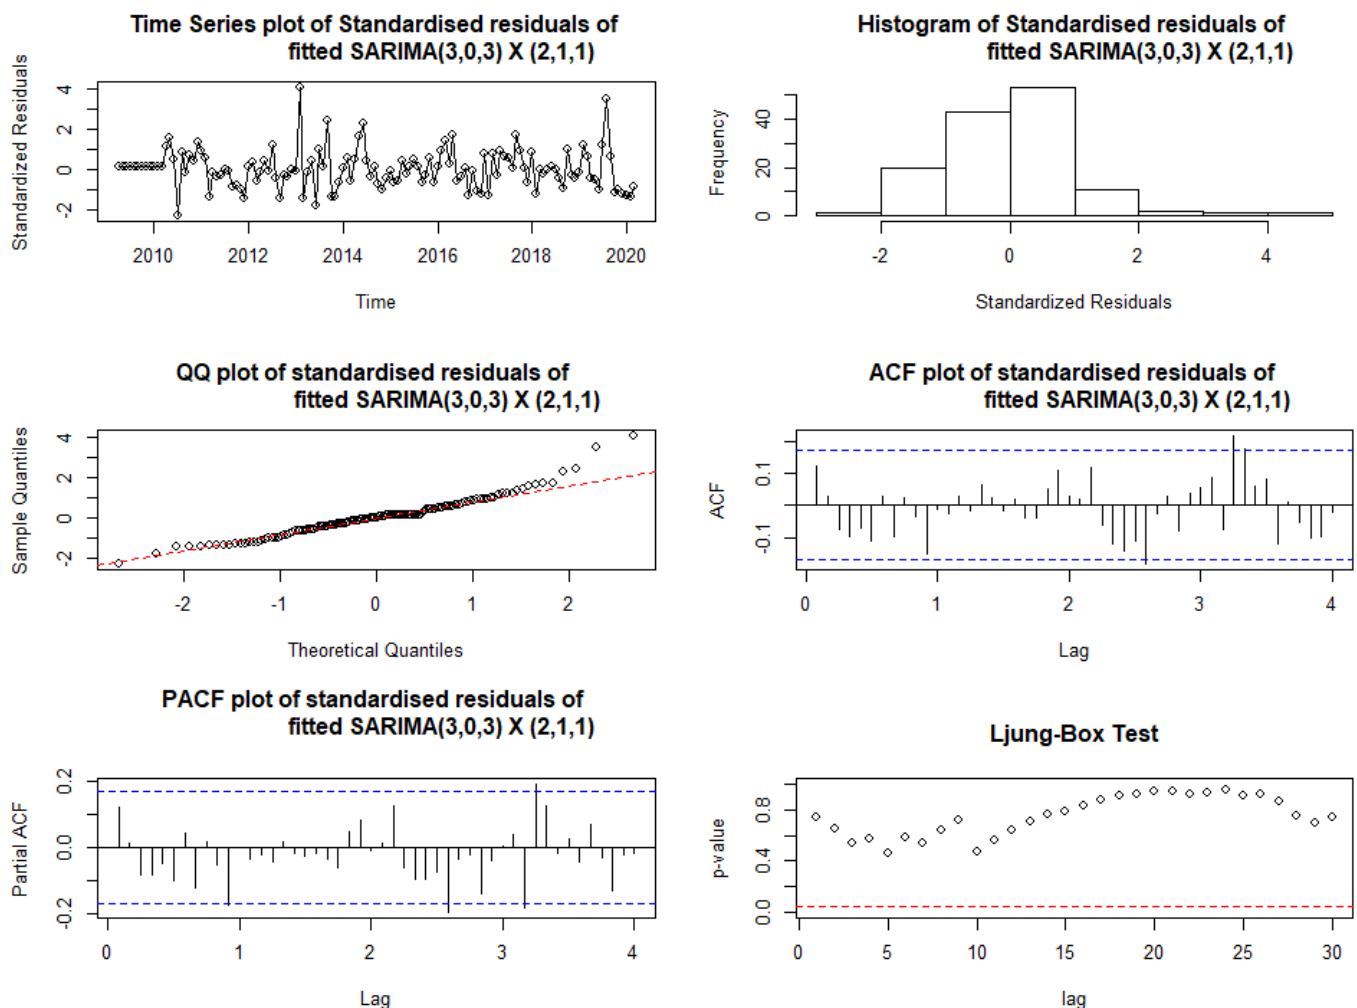 Time Series plot of Standardised residuals of
fitted SARIMA(3,0,3) X (2,1,1)
Standardized Residuals
4
2
0
-2
2010 2012 2014 2016 2018 2020
Time
Histogram of Standardised residuals of
fitted SARIMA(3,0,3) X (2,1,1)
Frequency
40
20
0
-2 0 2 4
Standardized Residuals
QQ plot of standardised residuals of
fitted SARIMA(3,0,3) X (2,1,1)
Sample Quantiles
4
2
0
-2
-2 -1 0 1 2
Theoretical Quantiles
ACF plot of standardised residuals of
fitted SARIMA(3,0,3) X (2,1,1)
ACF
0.1
-0.1
0 1 2 3 4
Lag
PACF plot of standardised residuals of
fitted SARIMA(3,0,3) X (2,1,1)
Partial ACF
0.2
0.0
-0.2
0 1 2 3 4
Lag
Ljung-Box Test
p-value
0.8
0.4
0.0
0 5 10 15 20 25 30
lag